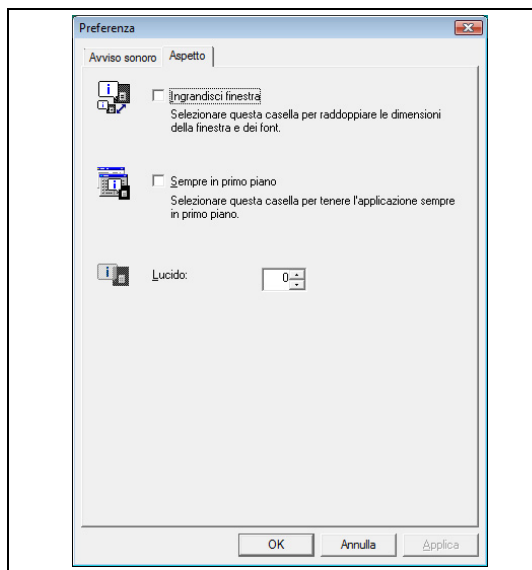 Preferenza
Avviso sonoro Aspetto
Ingrandisci finestra
Selezionare questa casella per raddoppiare le dimensioni
della finestra e dei font.
Sempre in primo piano
Selezionare questa casella per tenere l'applicazione sempre
in primo piano.
Lucido: 0
OK Annulla Applica